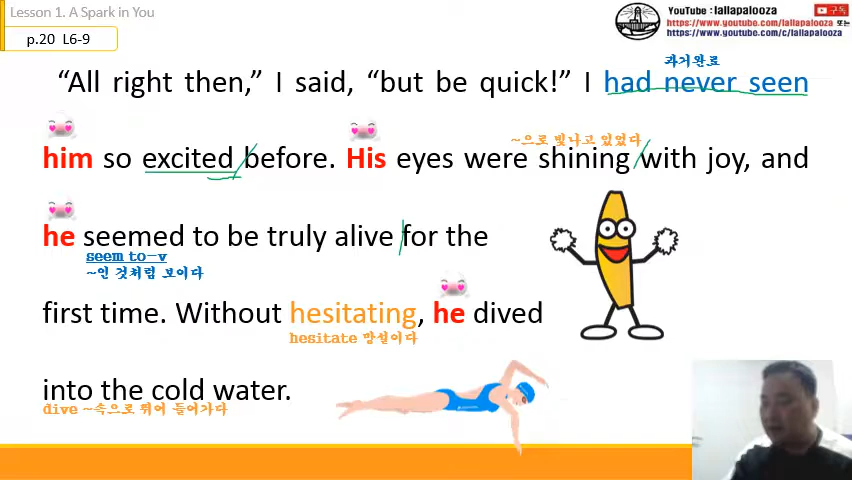 Lesson 1. A Spark in You
p.20 L6-9
YouTube : lallapalooza
구독
https://www.youtube.com/lallapalooza 또는
https://www.youtube.com/c/lallapalooza
과거완료
“All right then,” I said, “but be quick!” I had never seen
~으로 빛나고 있었다
him so excited before. His eyes were shining with joy, and
he seemed to be truly alive for the
seem to-v
~인 것처럼 보이다
first time. Without hesitating, he dived
hesitate 망설이다
into the cold water.
dive ~속으로 뛰어 들어가다